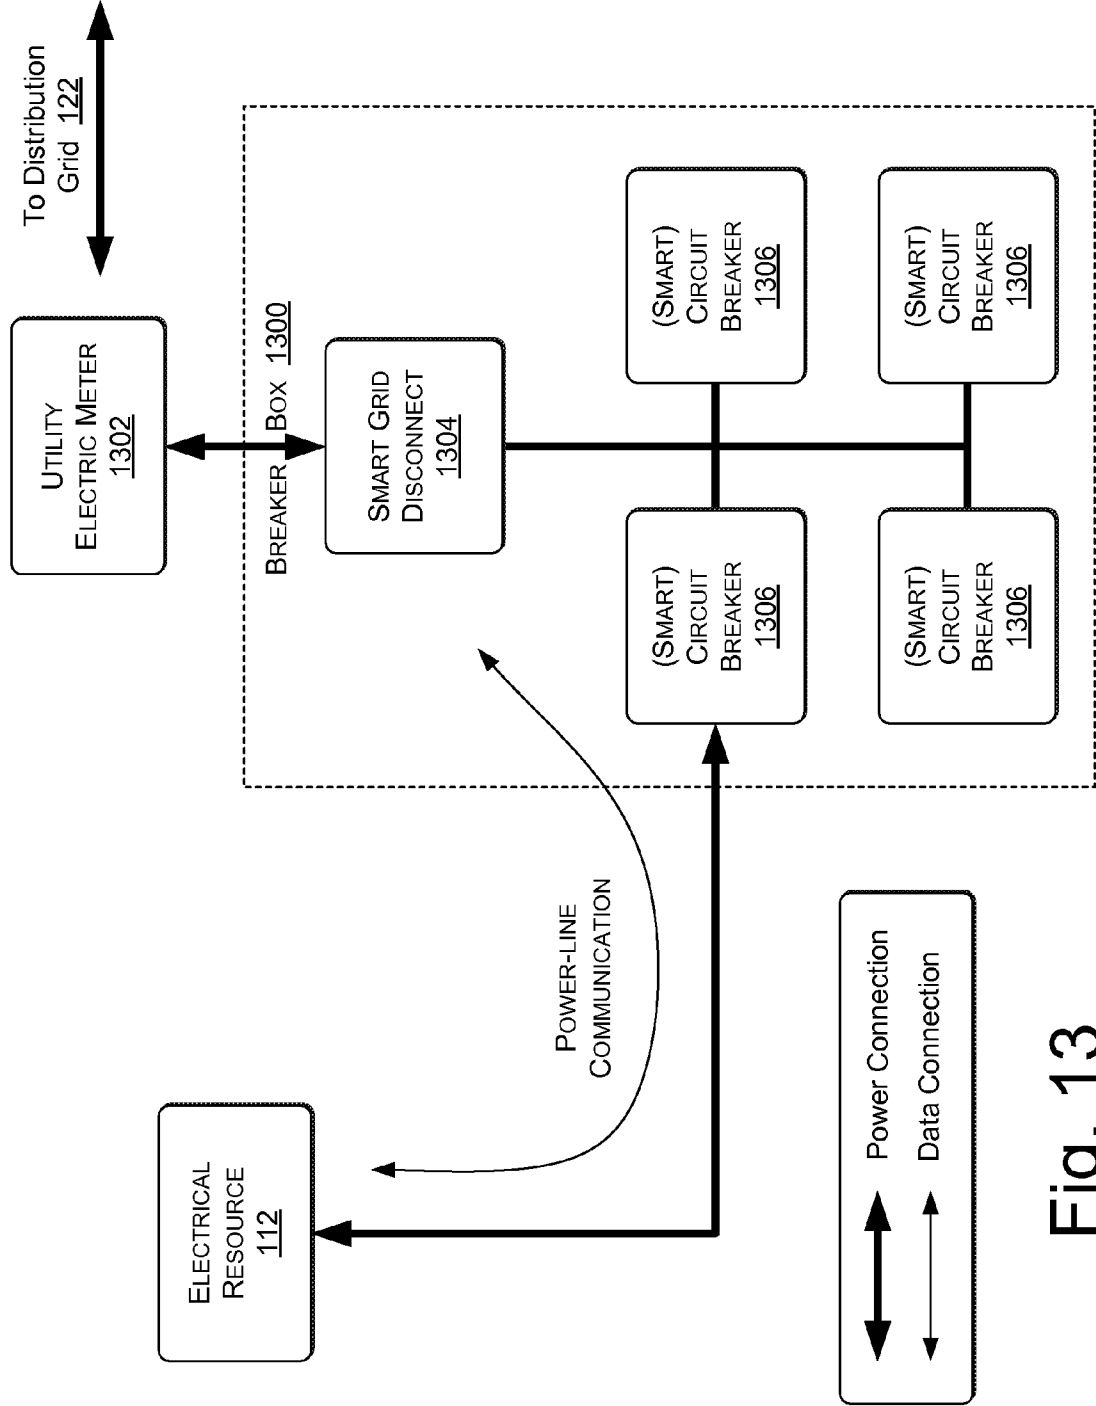 To Distribution
Grid 122
UTILITY
ELECTRIC METER
1302
BREAKER BOX 1300
SMART GRID
DISCONNECT
1304
(SMART)
CIRCUIT
BREAKER
1306
(SMART)
CIRCUIT
BREAKER
1306
(SMART)
CIRCUIT
BREAKER
1306
(SMART)
CIRCUIT
BREAKER
1306
ELECTRICAL
RESOURCE
112
POWER-LINE
COMMUNICATION
Power Connection
Data Connection
Fig. 13